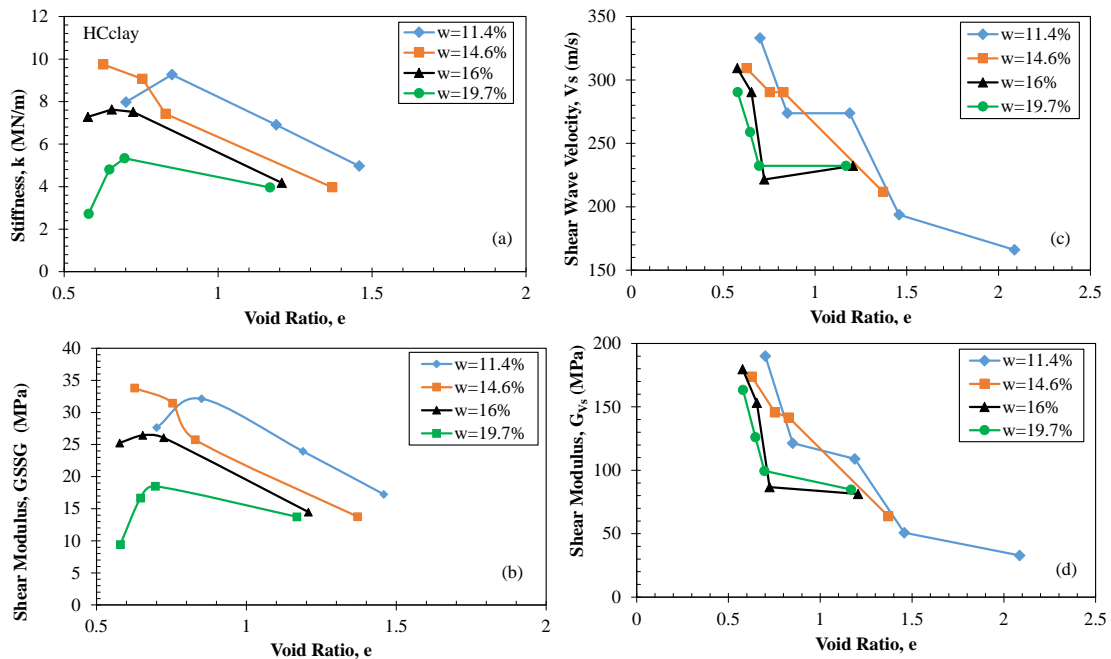 HCclay
w=11.4%
w=14.6%
w=16%
w=19.7%
12
10
8
6
4
2
0
0.5
1
1.5
2
Stiffness, k (MN/m)
Void Ratio, e
(a)
w=11.4%
w=14.6%
w=16%
w=19.7%
350
300
250
200
150
0
0.5
1
1.5
2
2.5
Shear Wave Velocity, Vs (m/s)
Void Ratio, e
(c)
w=11.4%
w=14.6%
w=16%
w=19.7%
40
35
30
25
20
15
10
5
0
0.5
1
1.5
2
Shear Modulus, GSSG (MPa)
Void Ratio, e
(b)
w=11.4%
w=14.6%
w=16%
w=19.7%
200
150
100
50
0
0
0.5
1
1.5
2
2.5
Shear Modulus, Gvs (MPa)
Void Ratio, e
(d)